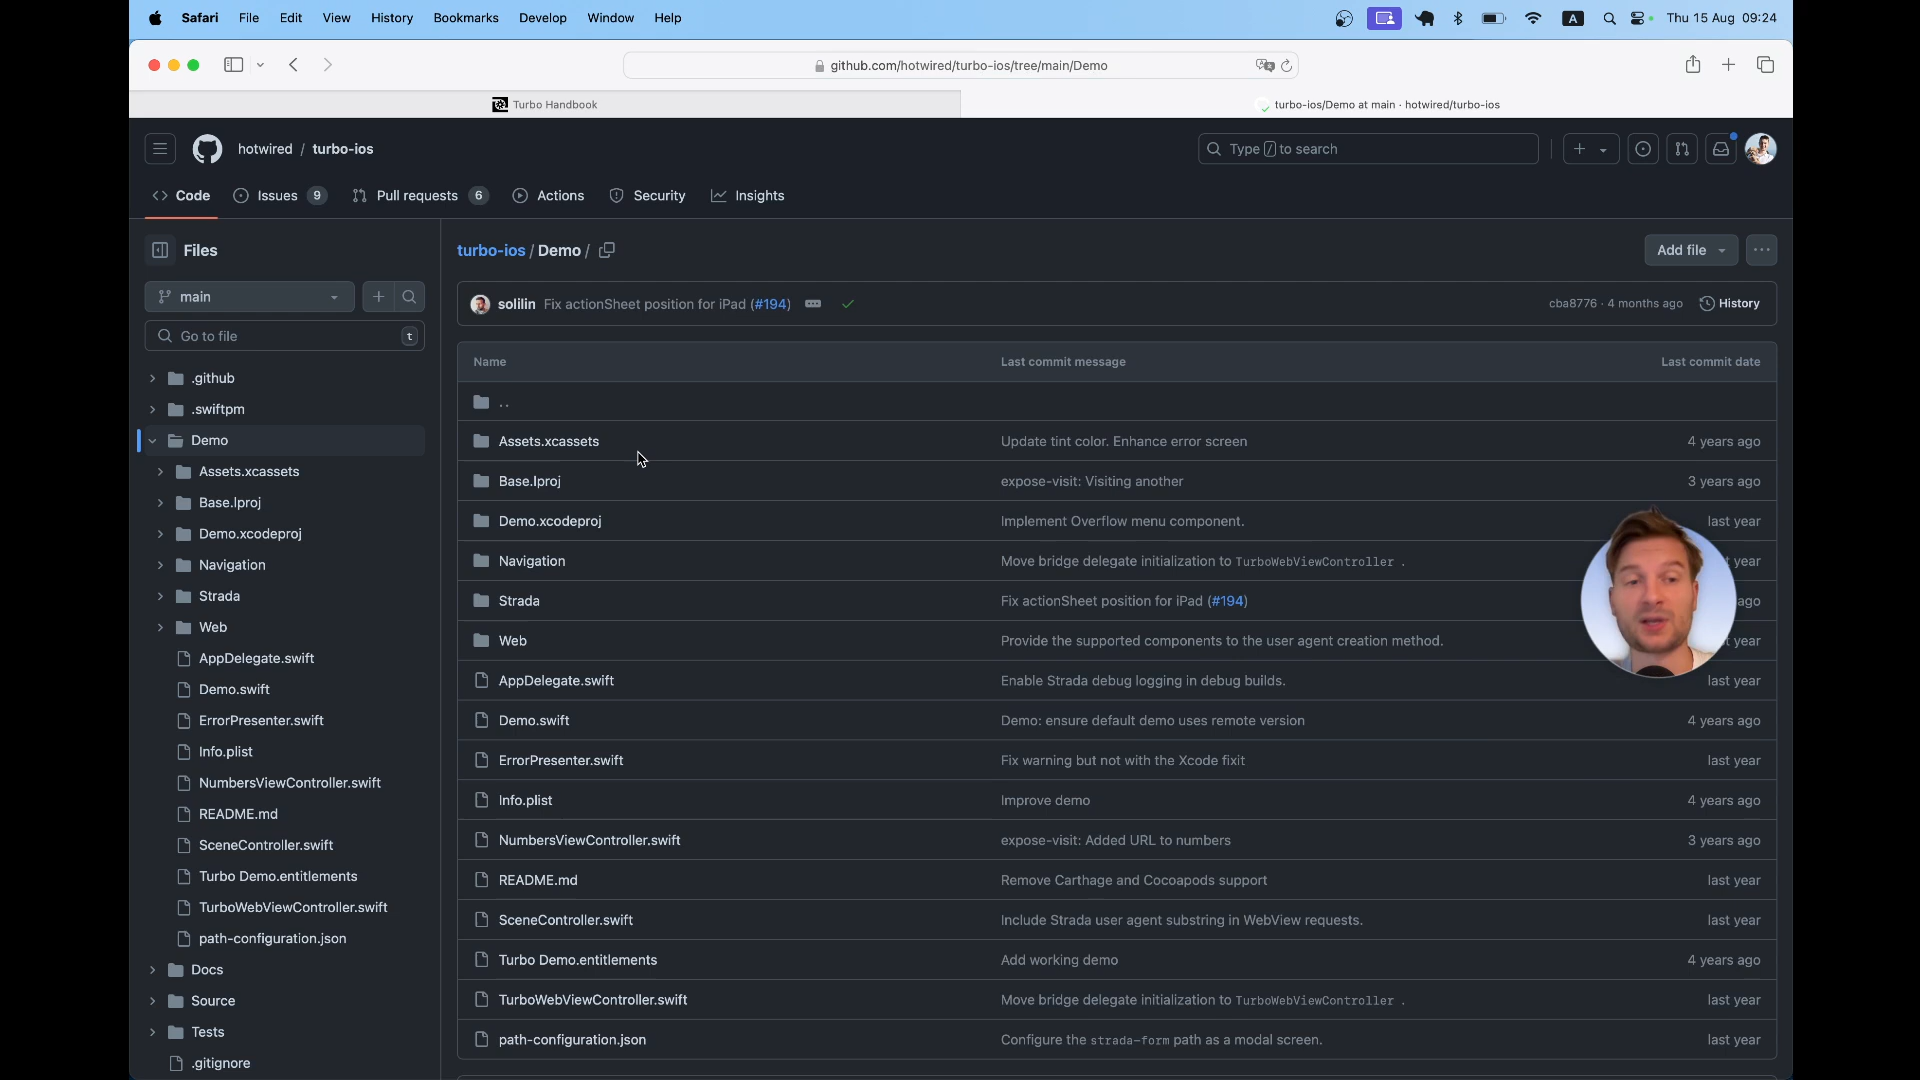 Safari File Edit View History Bookmarks Develop Window Help A Thu 15 Aug 09:24
github.com/hotwired/turbo-ios/tree/main/Demo
Turbo Handbook
turbo-ios/Demo at main · hotwired/turbo-ios
hotwired / turbo-ios
Type / to search
Code Issues 9 Pull requests 6 Actions Security Insights
Files
main
Go to file t
.github
.swiftpm
Demo
Assets.xcassets
Base.lproj
Demo.xcodeproj
Navigation
Strada
Web
AppDelegate.swift
Demo.swift
ErrorPresenter.swift
Info.plist
NumbersViewController.swift
README.md
SceneController.swift
Turbo Demo.entitlements
TurboWebViewController.swift
path-configuration.json
Docs
Source
Tests
.gitignore
turbo-ios / Demo /
Add file
solilin Fix actionSheet position for iPad (#194) cba8776 · 4 months ago History
Name Last commit message Last commit date
..
Assets.xcassets Update tint color. Enhance error screen 4 years ago
Base.lproj expose-visit: Visiting another 3 years ago
Demo.xcodeproj Implement Overflow menu component. last year
Navigation Move bridge delegate initialization to TurboWebViewController . year
Strada Fix actionSheet position for iPad (#194) ago
Web Provide the supported components to the user agent creation method. year
AppDelegate.swift Enable Strada debug logging in debug builds. last year
Demo.swift Demo: ensure default demo uses remote version 4 years ago
ErrorPresenter.swift Fix warning but not with the Xcode fixit last year
Info.plist Improve demo 4 years ago
NumbersViewController.swift expose-visit: Added URL to numbers 3 years ago
README.md Remove Carthage and Cocoapods support last year
SceneController.swift Include Strada user agent substring in WebView requests. last year
Turbo Demo.entitlements Add working demo 4 years ago
TurboWebViewController.swift Move bridge delegate initialization to TurboWebViewController . last year
path-configuration.json Configure the strada-form path as a modal screen. last year